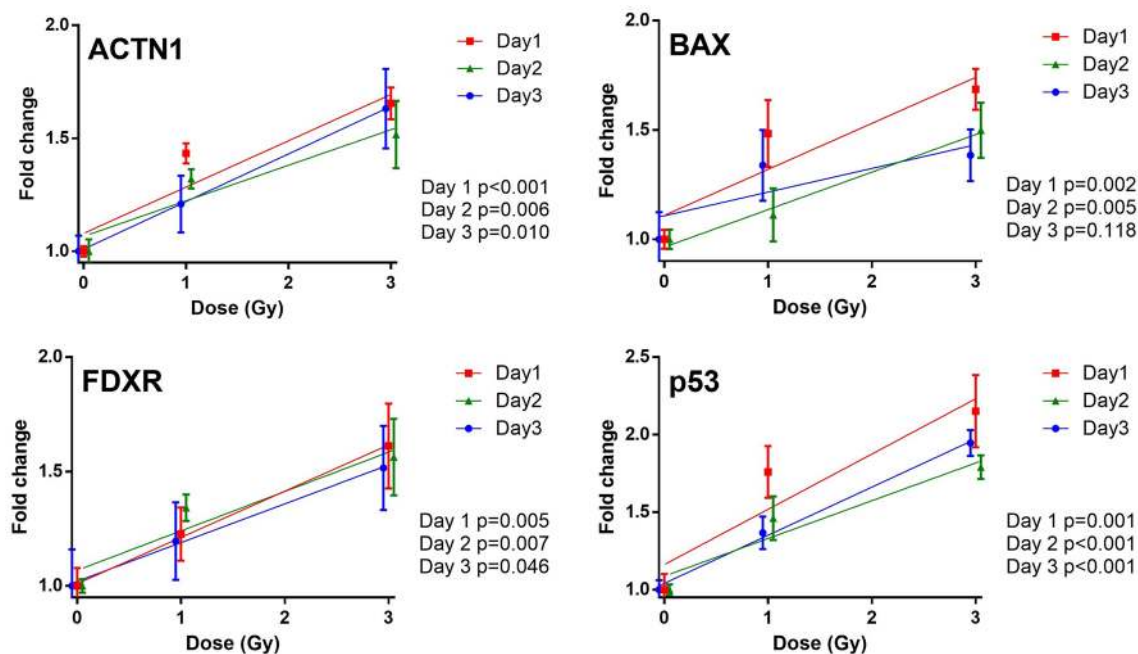 ACTN1
Day1
Day2
Day3
2.0
1.5
1.0
Fold change
0
1
2
3
Dose (Gy)
Day 1 p<0.001
Day 2 p=0.006
Day 3 p=0.010
BAX
Day1
Day2
Day3
2.0
1.5
1.0
Fold change
0
1
2
3
Dose (Gy)
Day 1 p=0.002
Day 2 p=0.005
Day 3 p=0.118
FDXR
Day1
Day2
Day3
2.0
1.5
1.0
Fold change
0
1
2
3
Dose (Gy)
Day 1 p=0.005
Day 2 p=0.007
Day 3 p=0.046
p53
Day1
Day2
Day3
2.5
2.0
1.5
1.0
Fold change
0
1
2
3
Dose (Gy)
Day 1 p=0.001
Day 2 p<0.001
Day 3 p<0.001